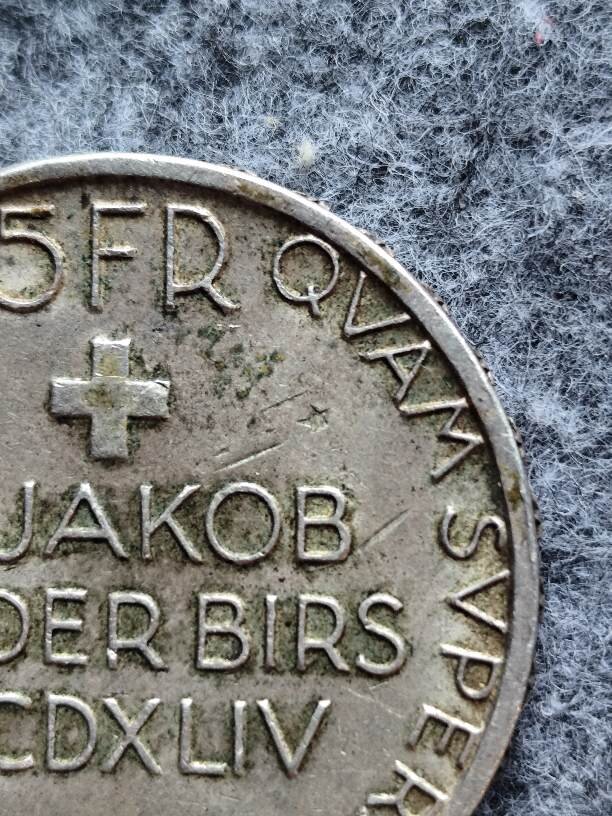 5FR
JAKOB
DER BIRS
CDXLIV
QVAM SVPER